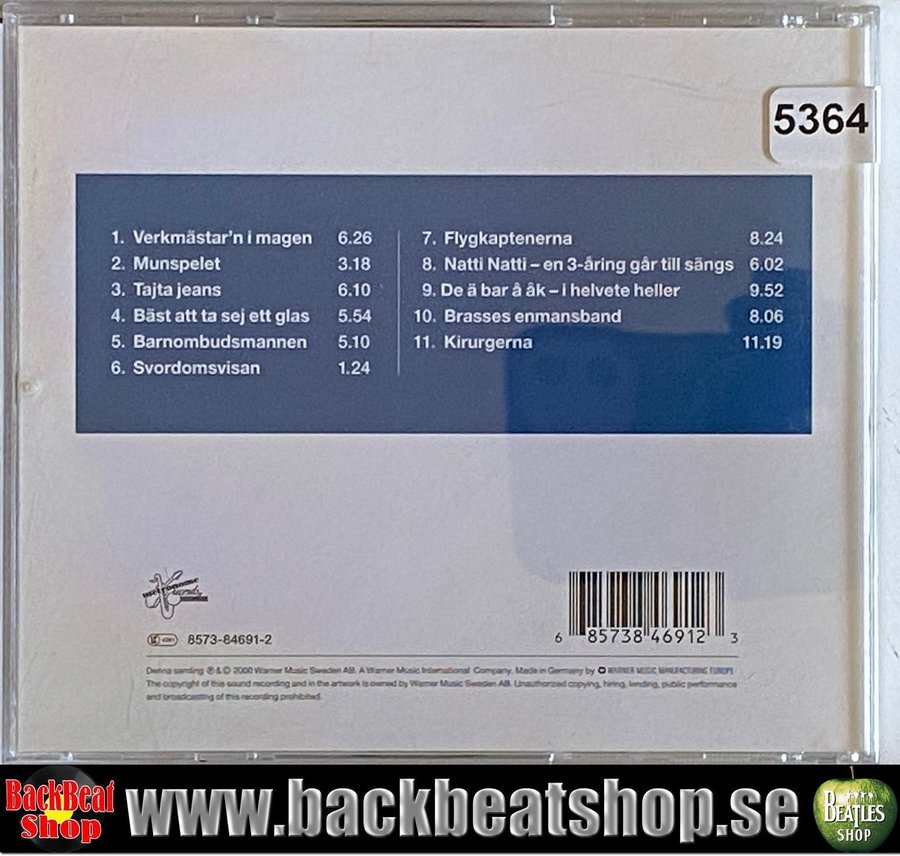 5364
1. Verkmästar'n i magen 6.26
2. Munspelet 3.18
3. Tajta jeans 6.10
4. Bäst att ta sej ett glas 5.54
5. Barnombudsmannen 5.10
6. Svordomsvisan 1.24
7. Flygkaptenerna 8.24
8. Natti Natti – en 3-åring går till sängs 6.02
9. De ä bar å åk – i helvete heller 9.52
10. Brasses enmansband 8.06
11. Kirurgerna 11.19
metronome
8573-84691-2
6 85738 46912 3
Denna samling ℗ & © 2000 Warner Music Sweden AB. A Warner Music International Company. Made in Germany by WARNER MUSIC MANUFACTURING EUROPE
The copyright of this sound recording and in the artwork is owned by Warner Music Sweden AB. Unauthorized copying, hiring, lending, public performance
and broadcasting of this recording prohibited.
BackBeat
Shop
www.backbeatshop.se
THE
BEATLES
SHOP